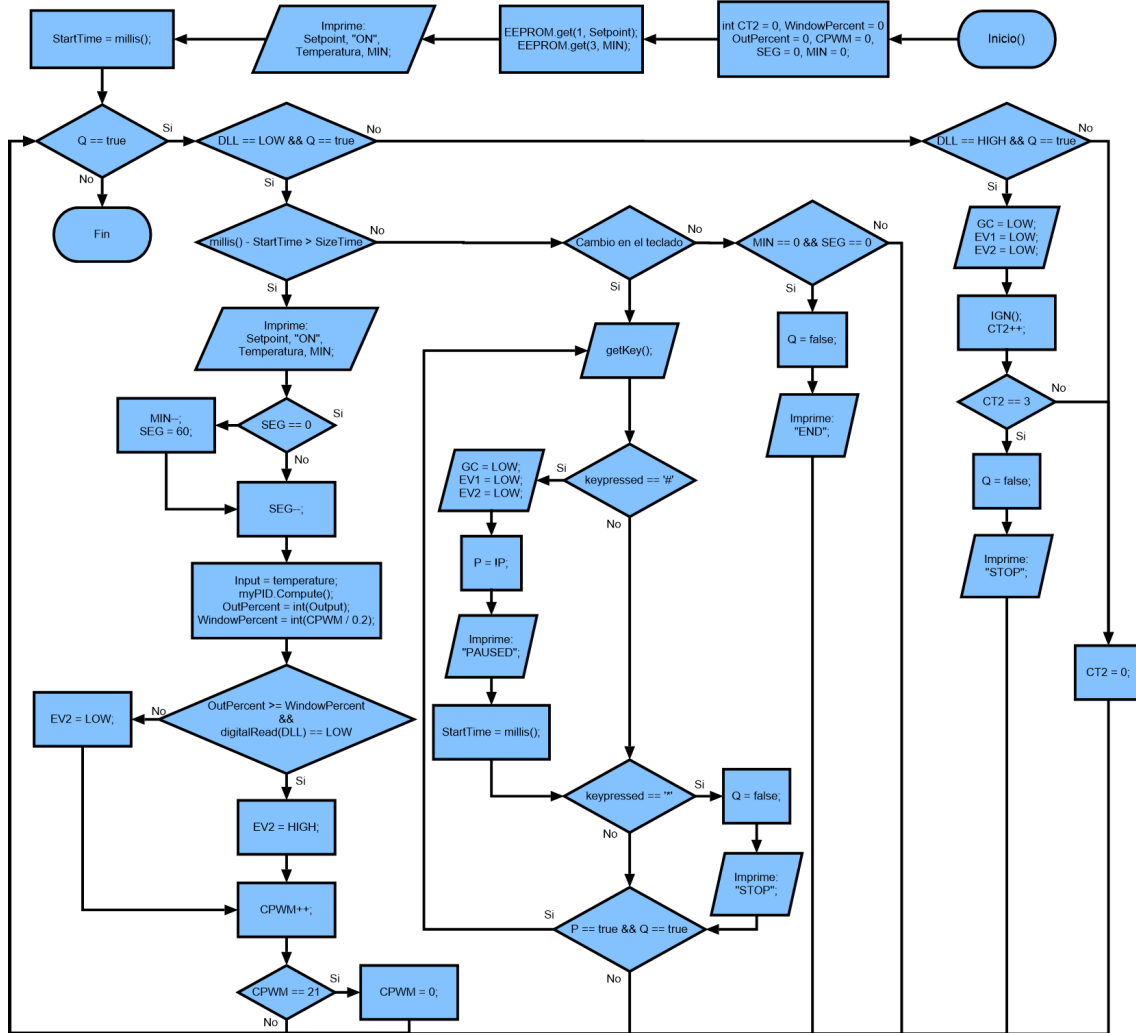 Inicio()
int CT2 = 0, WindowPercent = 0
OutPercent = 0, CPWM = 0,
SEG = 0, MIN = 0;
EEPROM.get(1, Setpoint);
EEPROM.get(3, MIN);
Imprime:
Setpoint, "ON",
Temperatura, MIN;
StartTime = millis();
Q == true
Si
No
Fin
DLL == LOW && Q == true
No
Si
DLL == HIGH && Q == true
No
Si
millis() - StartTime > SizeTime
No
Si
Cambio en el teclado
No
Si
MIN == 0 && SEG == 0
No
Si
GC = LOW;
EV1 = LOW;
EV2 = LOW;
IGN();
CT2++;
CT2 == 3
No
Si
Q = false;
Imprime:
"STOP";
CT2 = 0;
Q = false;
Imprime:
"END";
Imprime:
Setpoint, "ON",
Temperatura, MIN;
SEG == 0
Si
No
MIN--;
SEG = 60;
SEG--;
Input = temperature;
myPID.Compute();
OutPercent = int(Output);
WindowPercent = int(CPWM / 0.2);
OutPercent >= WindowPercent
&&
digitalRead(DLL) == LOW
No
Si
EV2 = LOW;
EV2 = HIGH;
CPWM++;
CPWM == 21
Si
No
CPWM = 0;
getKey();
keypressed == '#'
Si
No
GC = LOW;
EV1 = LOW;
EV2 = LOW;
P = !P;
Imprime:
"PAUSED";
StartTime = millis();
keypressed == '*'
Si
No
Q = false;
Imprime:
"STOP";
P == true && Q == true
Si
No